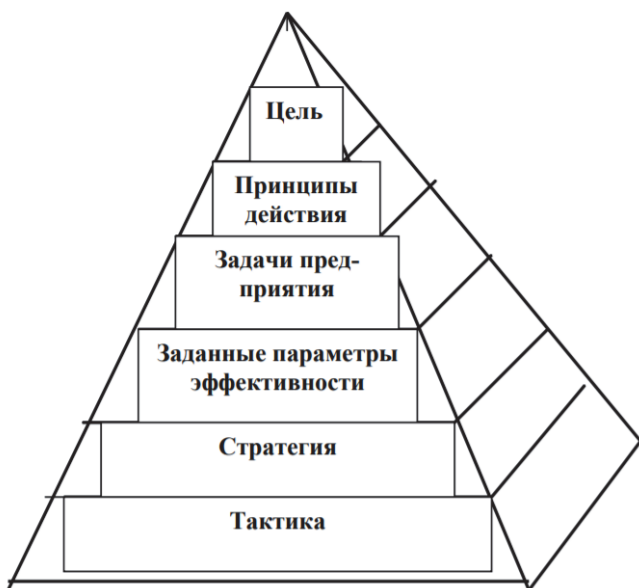 Цель
Принципы
действия
Задачи пред-
приятия
Заданные параметры
эффективности
Стратегия
Тактика